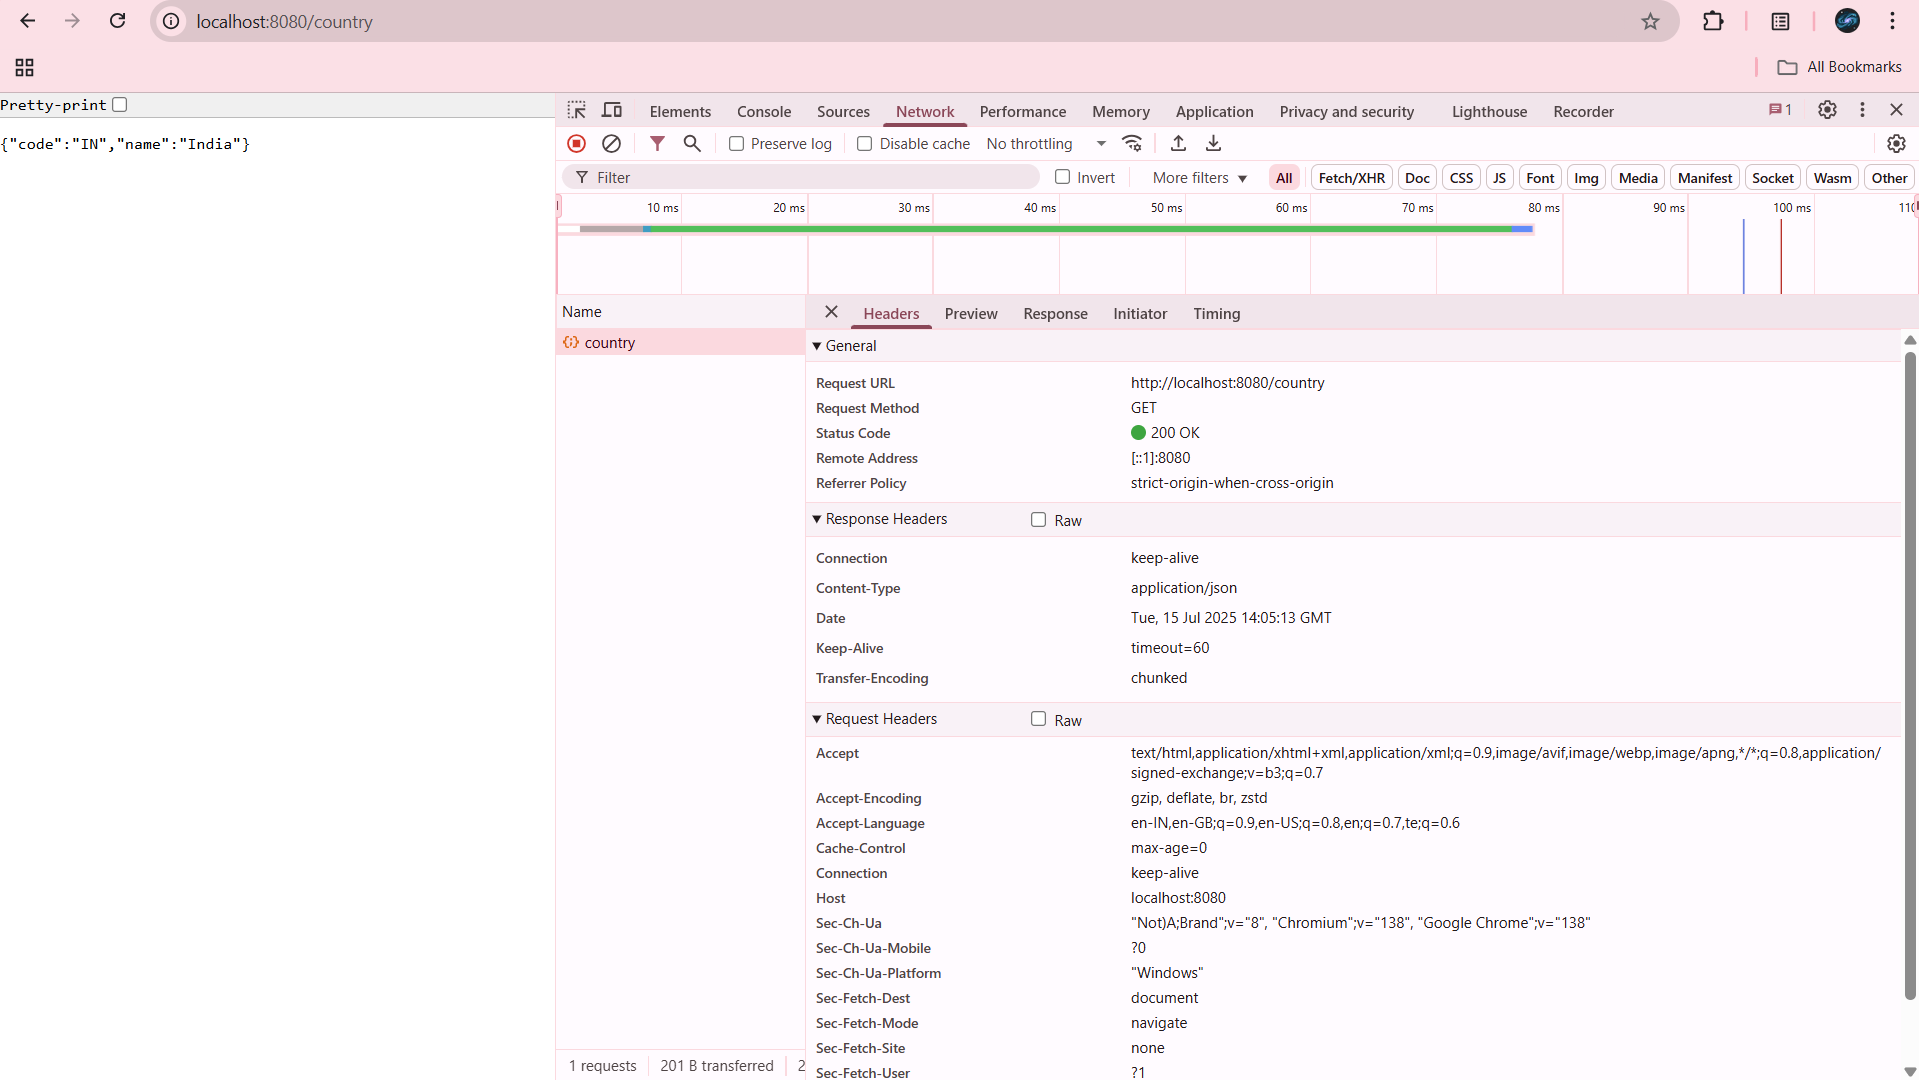 localhost:8080/country
All Bookmarks
Pretty-print
{"code":"IN","name":"India"}
Elements Console Sources Network Performance Memory Application Privacy and security Lighthouse Recorder 1
Preserve log Disable cache No throttling
Filter Invert More filters All Fetch/XHR Doc CSS JS Font Img Media Manifest Socket Wasm Other
10 ms 20 ms 30 ms 40 ms 50 ms 60 ms 70 ms 80 ms 90 ms 100 ms
Name
country
Headers Preview Response Initiator Timing
General
Request URL http://localhost:8080/country
Request Method GET
Status Code 200 OK
Remote Address [::1]:8080
Referrer Policy strict-origin-when-cross-origin
Response Headers Raw
Connection keep-alive
Content-Type application/json
Date Tue, 15 Jul 2025 14:05:13 GMT
Keep-Alive timeout=60
Transfer-Encoding chunked
Request Headers Raw
Accept text/html,application/xhtml+xml,application/xml;q=0.9,image/avif,image/webp,image/apng,*/*;q=0.8,application/
signed-exchange;v=b3;q=0.7
Accept-Encoding gzip, deflate, br, zstd
Accept-Language en-IN,en-GB;q=0.9,en-US;q=0.8,en;q=0.7,te;q=0.6
Cache-Control max-age=0
Connection keep-alive
Host localhost:8080
Sec-Ch-Ua "Not)A;Brand";v="8", "Chromium";v="138", "Google Chrome";v="138"
Sec-Ch-Ua-Mobile ?0
Sec-Ch-Ua-Platform "Windows"
Sec-Fetch-Dest document
Sec-Fetch-Mode navigate
Sec-Fetch-Site none
Sec-Fetch-User ?1
1 requests 201 B transferred